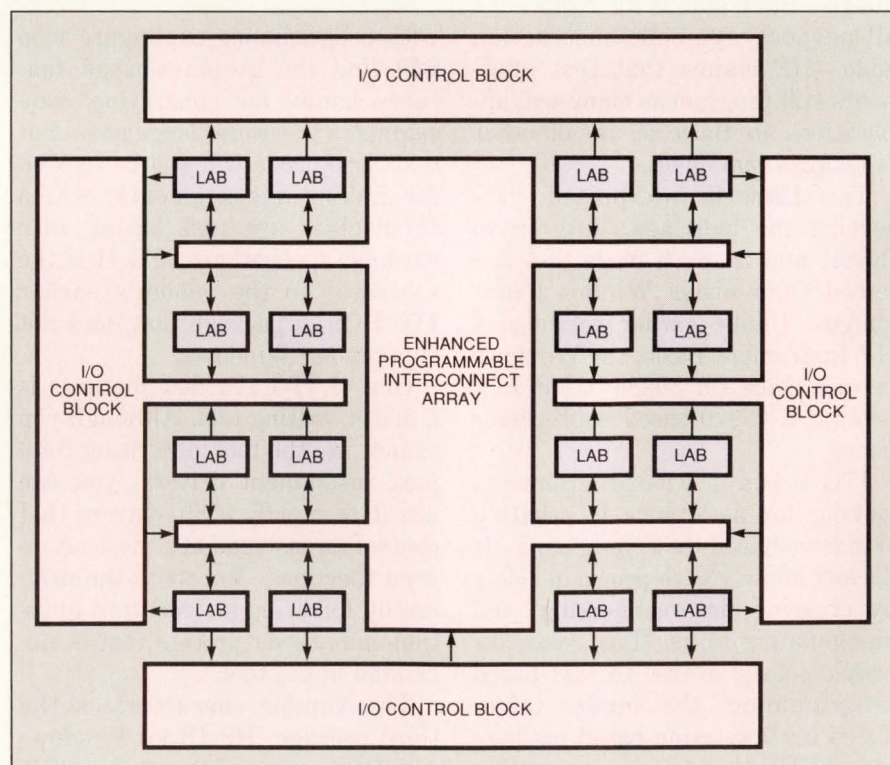 I/O CONTROL BLOCK
LAB LAB LAB LAB
LAB LAB LAB LAB
I/O
CONTROL
BLOCK
ENHANCED
PROGRAMMABLE
INTERCONNECT
ARRAY
I/O
CONTROL
BLOCK
LAB LAB LAB LAB
LAB LAB LAB LAB
I/O CONTROL BLOCK